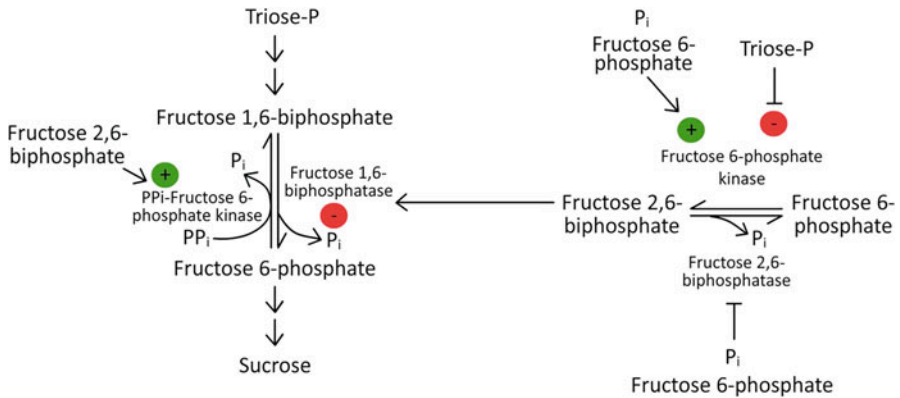 Triose-P
Fructose 1,6-biphosphate
Fructose 2,6-
biphosphate
+
Pi
Fructose 1,6-
biphosphatase
PPi-Fructose 6-
phosphate kinase
-
PPi
Pi
Fructose 6-phosphate
Sucrose
Pi
Fructose 6-
phosphate
Triose-P
+
-
Fructose 6-phosphate
kinase
Fructose 2,6-
biphosphate
Fructose 6-
phosphate
Pi
Fructose 2,6-
biphosphatase
Pi
Fructose 6-phosphate